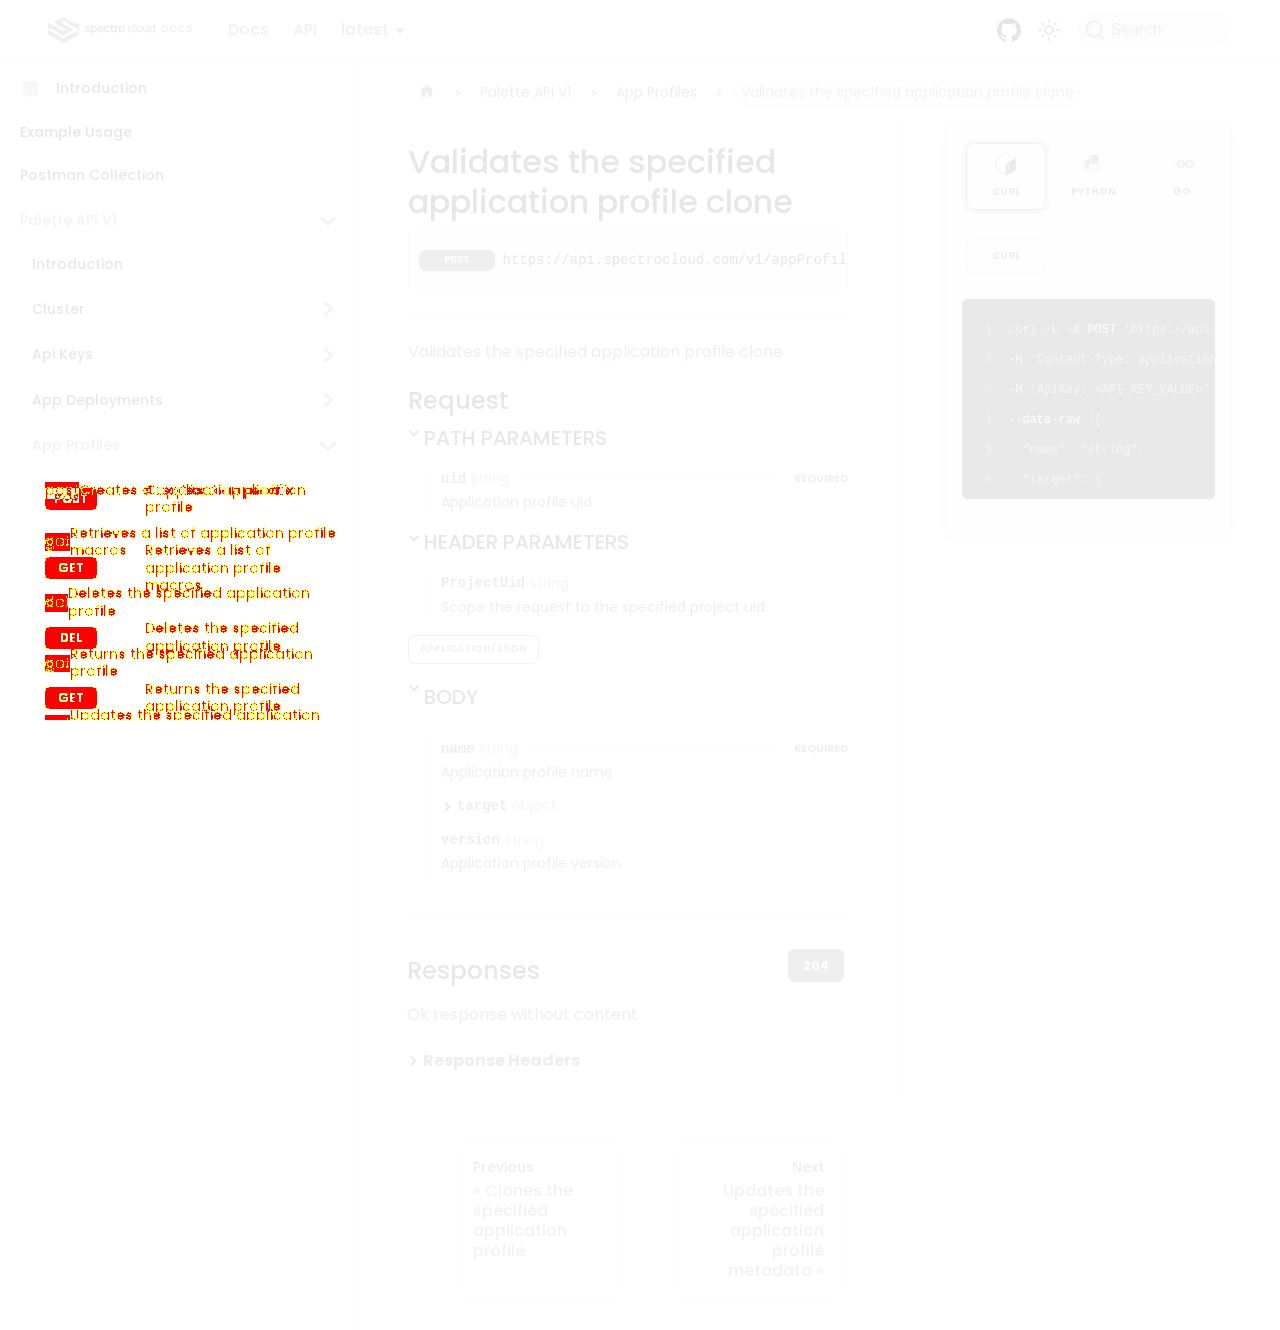 spectro cloud DOCS Docs API latest Search
Introduction
Example Usage
Postman Collection
Palette API V1
Introduction
Cluster
Api Keys
App Deployments
App Profiles
POST
profile
Retrieves a list of application profile
macros
GET
Retrieves a list of
application profile
macros
Deletes the specified application
profile
DEL
Deletes the specified
application profile
Returns the specified application
profile
GET
Returns the specified
application profile
Updates the specified application
Palette API V1 App Profiles Validates the specified application profile clone
Validates the specified
application profile clone
POST https://api.spectrocloud.com/v1/appProfil
Validates the specified application profile clone
Request
PATH PARAMETERS
uid string REQUIRED
Application profile uid
HEADER PARAMETERS
ProjectUid string
Scope the request to the specified project uid
APPLICATION/JSON
BODY
name string REQUIRED
Application profile name
target object
version string
Application profile version
Responses 204
Ok response without content
Response Headers
Previous
« Clones the
specified
application
profile
Next
Updates the
specified
application
profile
metadata »
CURL PYTHON GO
CURL
1 curl -L -X POST 'https://api.
2 -H 'Content-Type: application
3 -H 'ApiKey: <API_KEY_VALUE>'
4 --data-raw '{
5 "name": "string",
6 "target": {